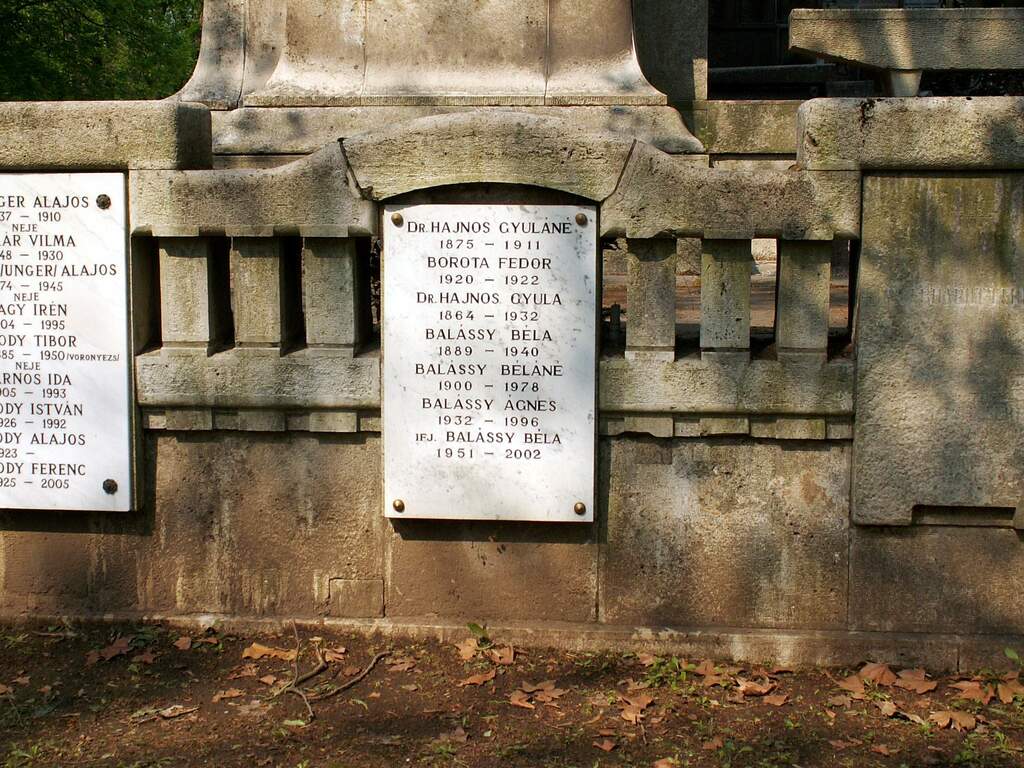 GER ALAJOS
37 – 1910
NEJE
ÁR VILMA
48 – 1930
/UNGER/ ALAJOS
74 – 1945
NEJE
AGY IRÉN
04 – 1995
ODY TIBOR
885 – 1950 /VORONYEZS/
NEJE
ARNOS IDA
905 – 1993
ODY ISTVÁN
926 – 1992
ODY ALAJOS
923 –
ODY FERENC
925 – 2005
DR. HAJNOS GYULÁNÉ
1875 – 1911
BOROTA FEDOR
1920 – 1922
DR. HAJNOS GYULA
1864 – 1932
BALÁSSY BÉLA
1889 – 1940
BALÁSSY BÉLÁNÉ
1900 – 1978
BALÁSSY ÁGNES
1932 – 1996
IFJ. BALÁSSY BÉLA
1951 – 2002